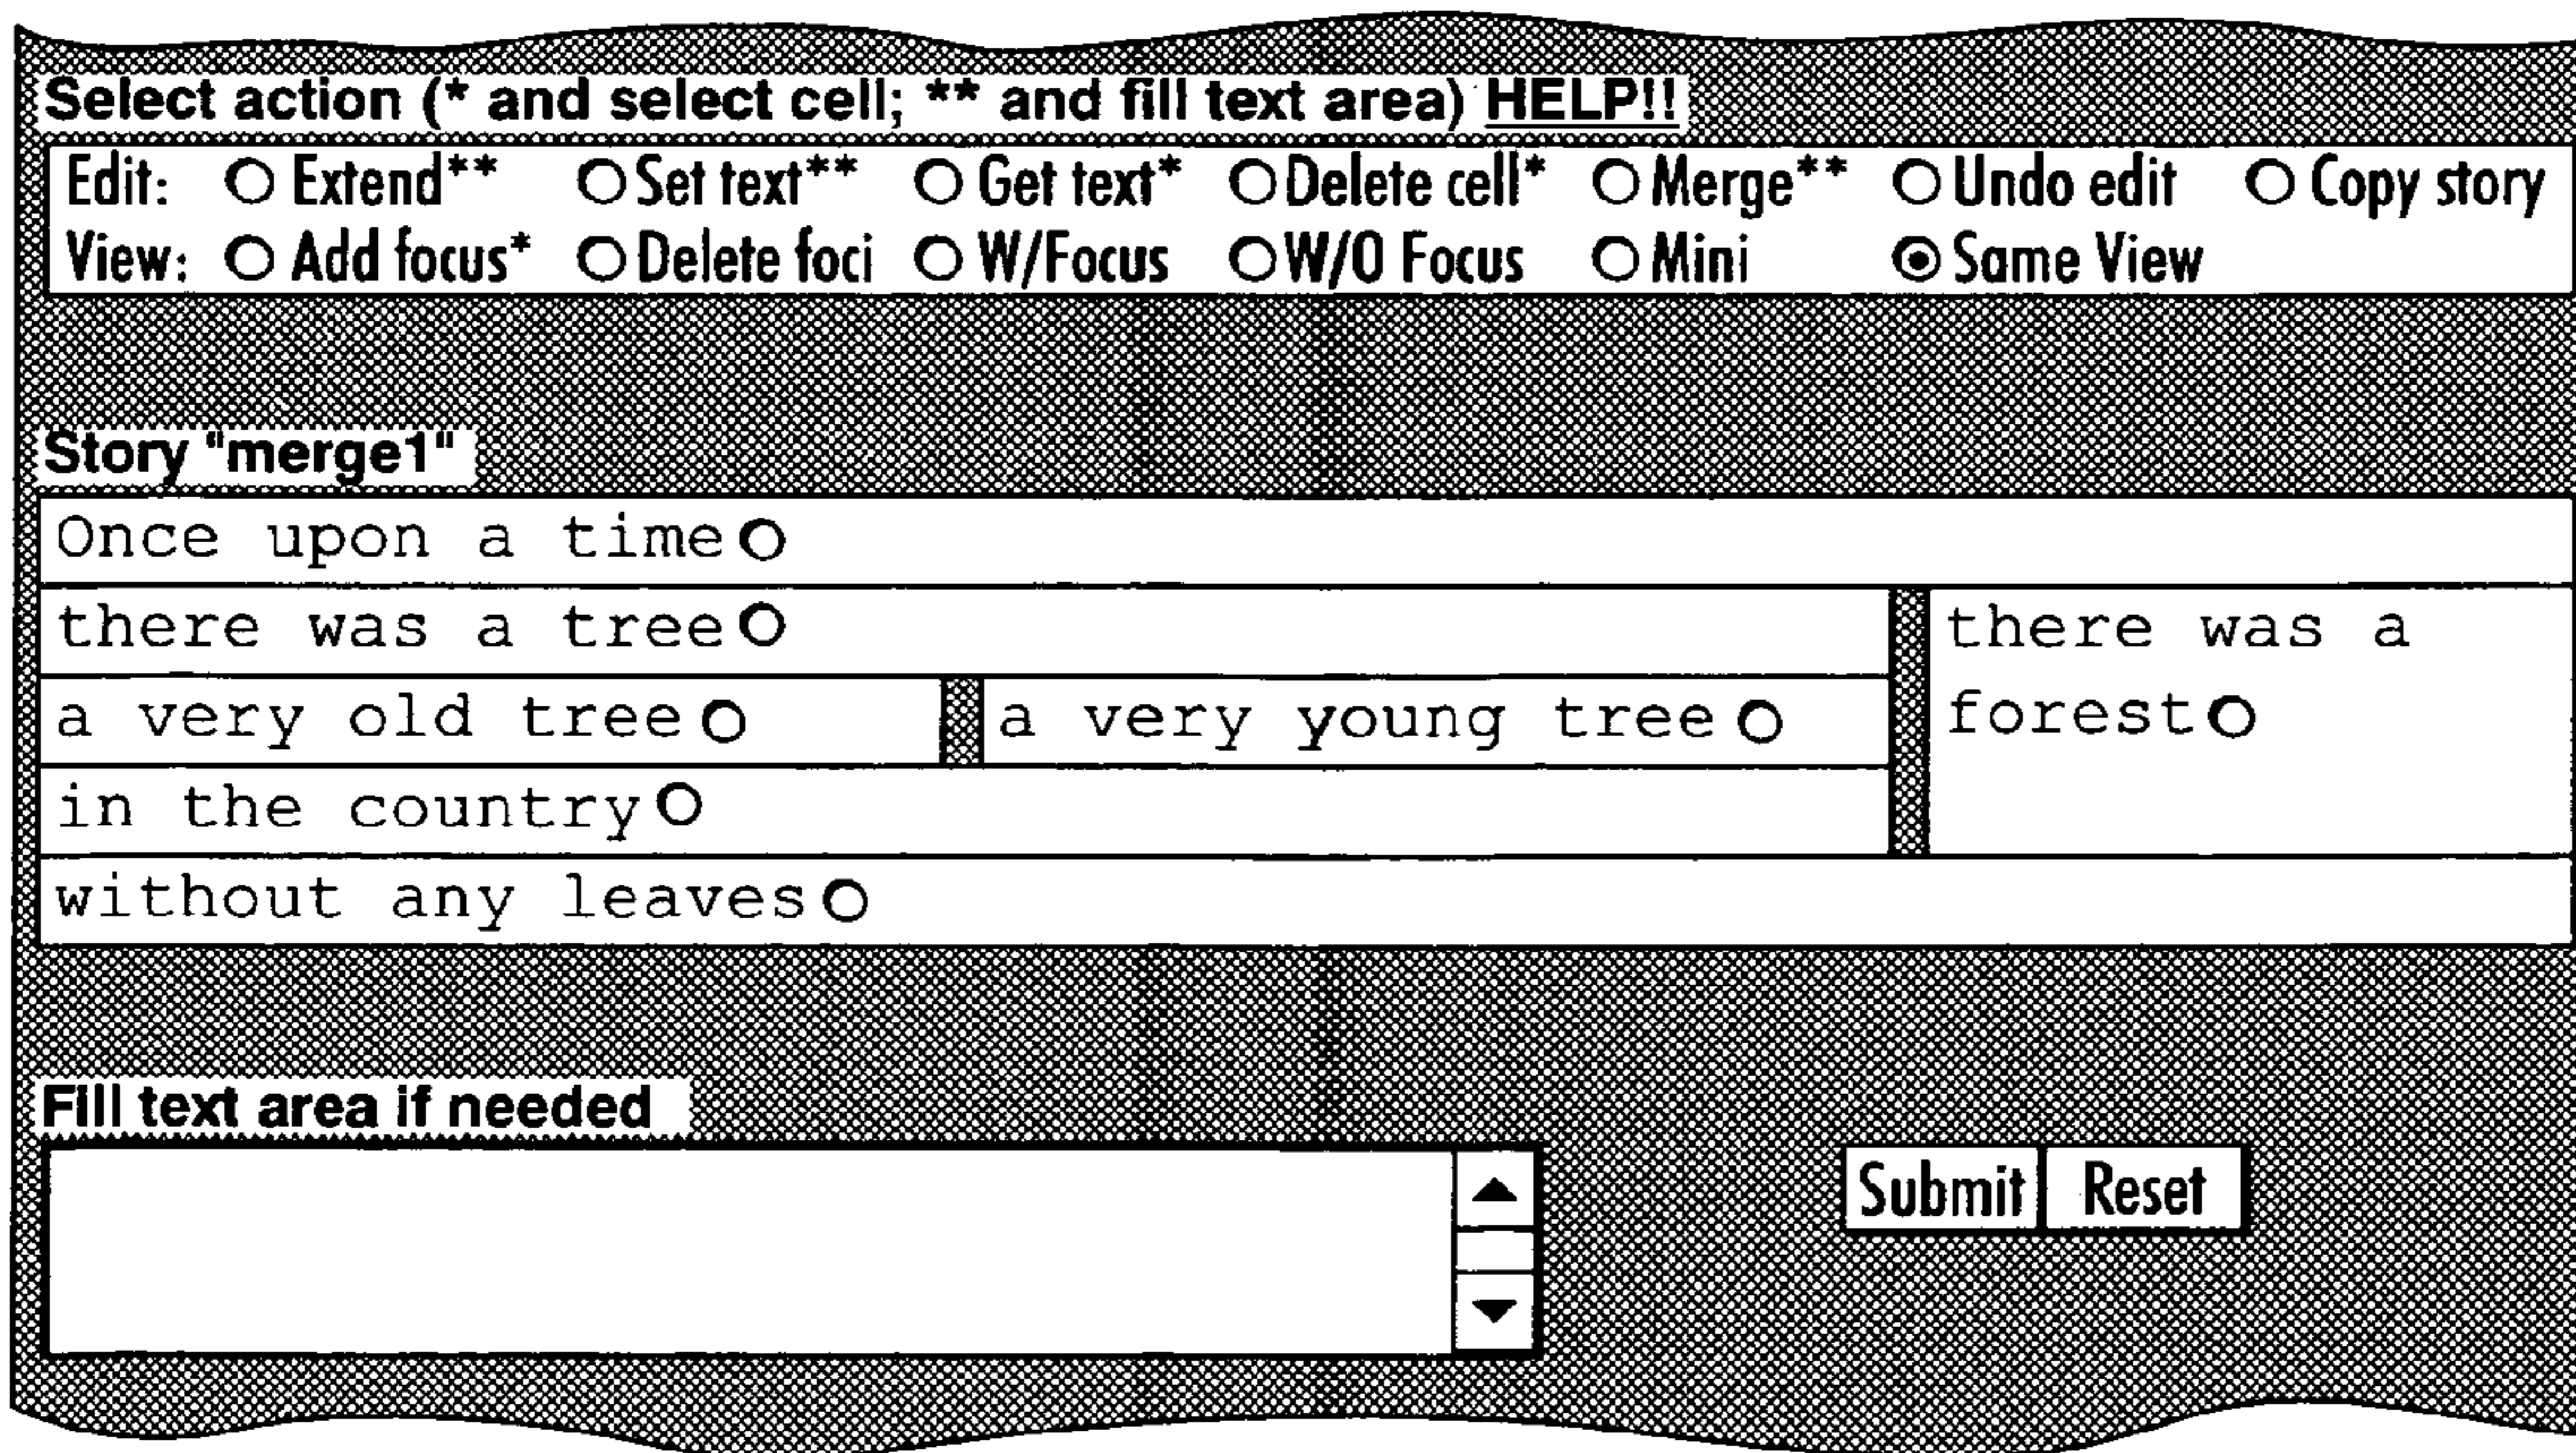 Select action (* and select cell; ** and fill text area) HELP!!
Edit: Extend** Set text** Get text* Delete cell* Merge** Undo edit Copy story
View: Add focus* Delete foci W/Focus W/O Focus Mini Same View
Story "merge1"
Once upon a time
there was a tree
there was a
forest
a very old tree
a very young tree
in the country
without any leaves
Fill text area if needed
Submit Reset